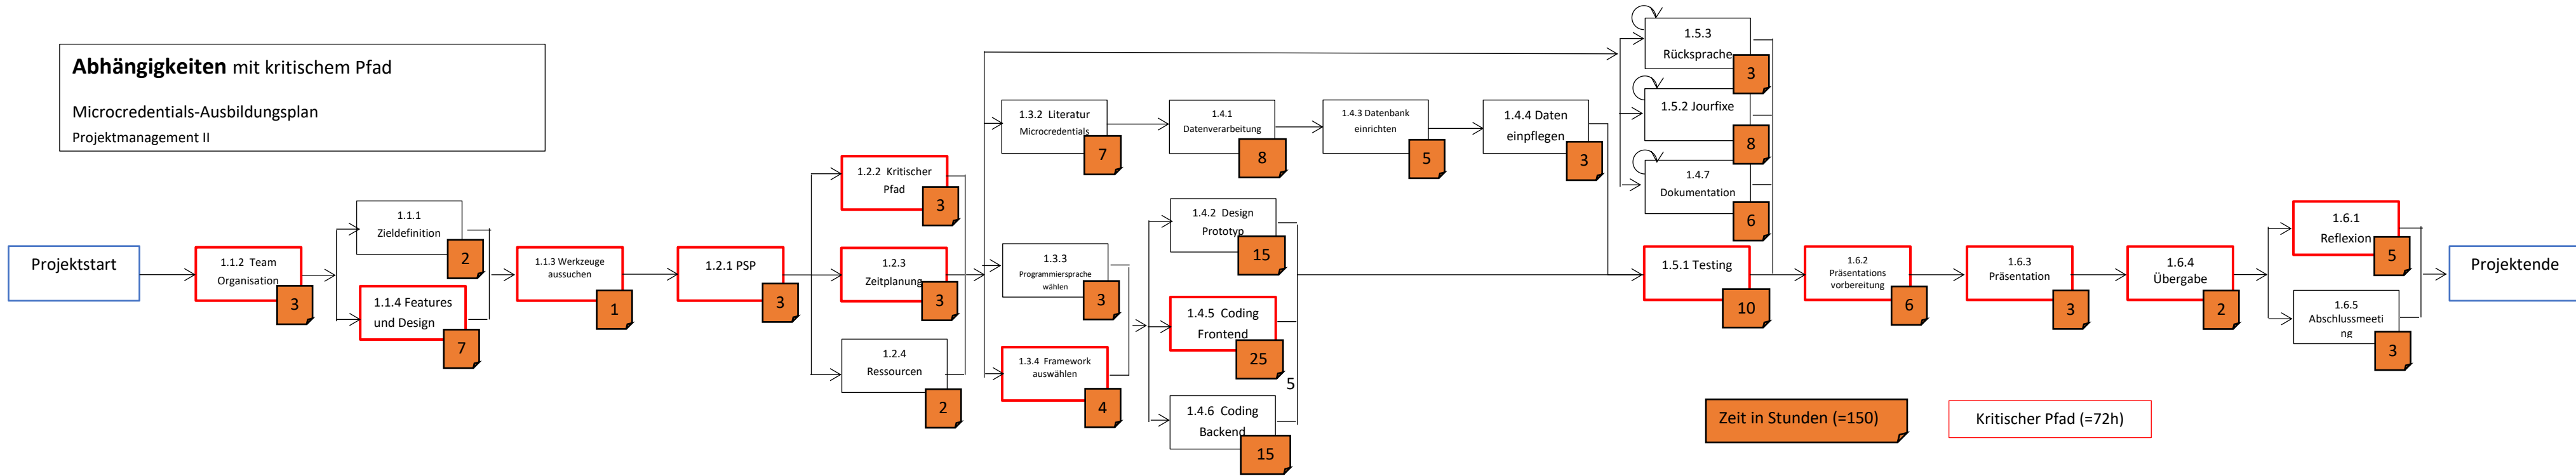 Abhängigkeiten mit kritischem Pfad
Microcredentials-Ausbildungsplan
Projektmanagement II
Projektstart
1.1.2 Team
Organisation
3
1.1.1
Zieldefinition
2
1.1.4 Features
und Design
7
1.1.3 Werkzeuge
aussuchen
1
1.2.1 PSP
3
1.2.2 Kritischer
Pfad
3
1.2.3
Zeitplanung
3
1.2.4
Ressourcen
2
1.3.2 Literatur
Microcredentials
7
1.4.1
Datenverarbeitung
8
1.4.3 Datenbank
einrichten
5
1.4.4 Daten
einpflegen
3
1.3.3
Programmiersprache
wählen
3
1.3.4 Framework
auswählen
4
1.4.2 Design
Prototyp
15
1.4.5 Coding
Frontend
25
5
1.4.6 Coding
Backend
15
1.5.3
Rücksprache
3
1.5.2 Jourfixe
8
1.4.7
Dokumentation
6
1.5.1 Testing
10
1.6.2
Präsentations
vorbereitung
6
1.6.3
Präsentation
3
1.6.4
Übergabe
2
1.6.1
Reflexion
5
1.6.5
Abschlussmeeti
ng
3
Projektende
Zeit in Stunden (=150)
Kritischer Pfad (=72h)